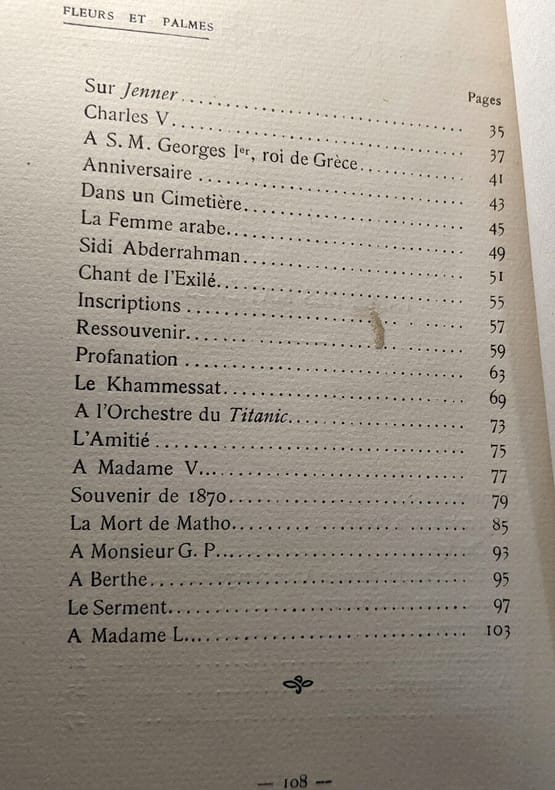 FLEURS ET PALMES
Pages
Sur Jenner........................ 35
Charles V........................ 37
A S. M. Georges Iᵉʳ, roi de Grèce............ 41
Anniversaire ........................ 43
Dans un Cimetière........................ 45
La Femme arabe........................ 49
Sidi Abderrahman........................ 51
Chant de l'Exilé........................ 55
Inscriptions ........................ 57
Ressouvenir........................ 59
Profanation ........................ 63
Le Khammessat........................ 69
A l'Orchestre du Titanic.................. 73
L'Amitié ........................ 75
A Madame V........................ 77
Souvenir de 1870........................ 79
La Mort de Matho........................ 85
A Monsieur G. P........................ 93
A Berthe........................ 95
Le Serment........................ 97
A Madame L........................ 103
— 108 —